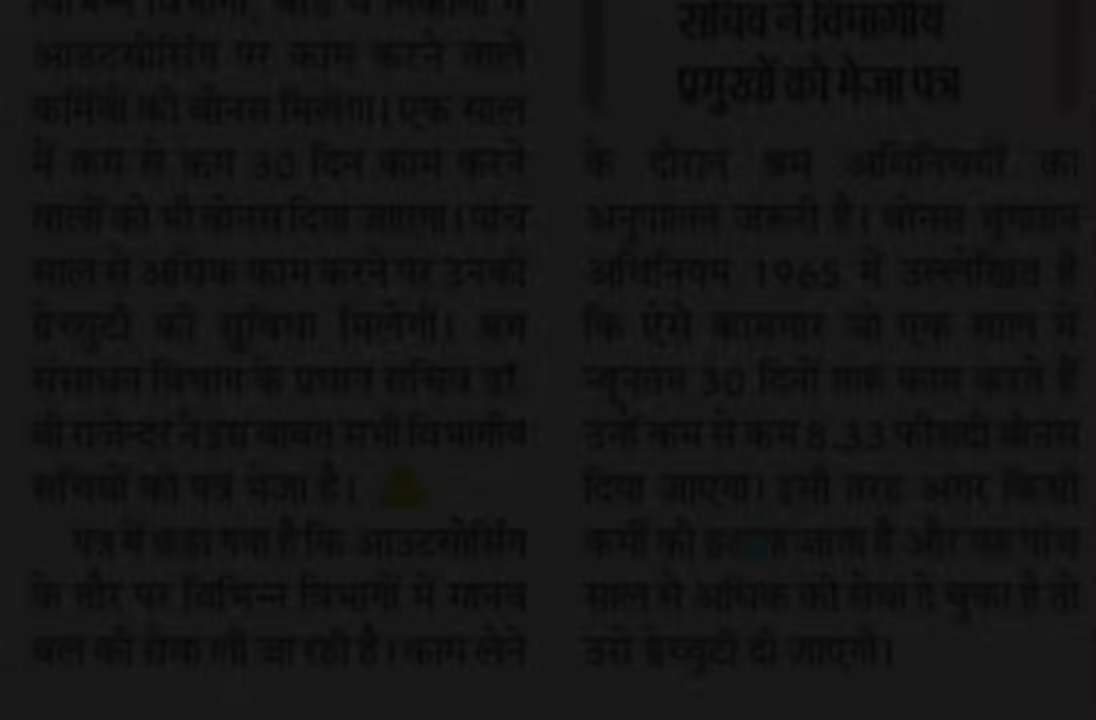 विभिन्न विभागों, बोर्ड व निकायों में
आउटसोर्सिंग पर काम करने वाले
कर्मियों को बोनस मिलेगा। एक साल
में कम से कम 30 दिन काम करने
वालों को भी बोनस दिया जाएगा। पांच
साल से अधिक काम करने पर उनको
ग्रेच्युटी की सुविधा मिलेगी। श्रम
संसाधन विभाग के प्रधान सचिव डॉ.
बी राजेन्दर ने इस बाबत सभी विभागीय
सचिवों को पत्र भेजा है।
पत्र में कहा गया है कि आउटसोर्सिंग
के तौर पर विभिन्न विभागों में मानव
बल की सेवा ली जा रही है। काम लेने
सचिव ने विभागीय
प्रमुखों को भेजा पत्र
के दौरान श्रम अधिनियमों का
अनुपालन जरूरी है। बोनस भुगतान
अधिनियम 1965 में उल्लेखित है
कि ऐसे कामगार जो एक साल में
न्यूनतम 30 दिनों तक काम करते हैं
उन्हें कम से कम 8.33 फीसदी बोनस
दिया जाएगा। इसी तरह अगर किसी
कर्मी को हटाया जाता है और वह पांच
साल से अधिक की सेवा दे चुका है तो
उसे ग्रेच्युटी दी जाएगी।